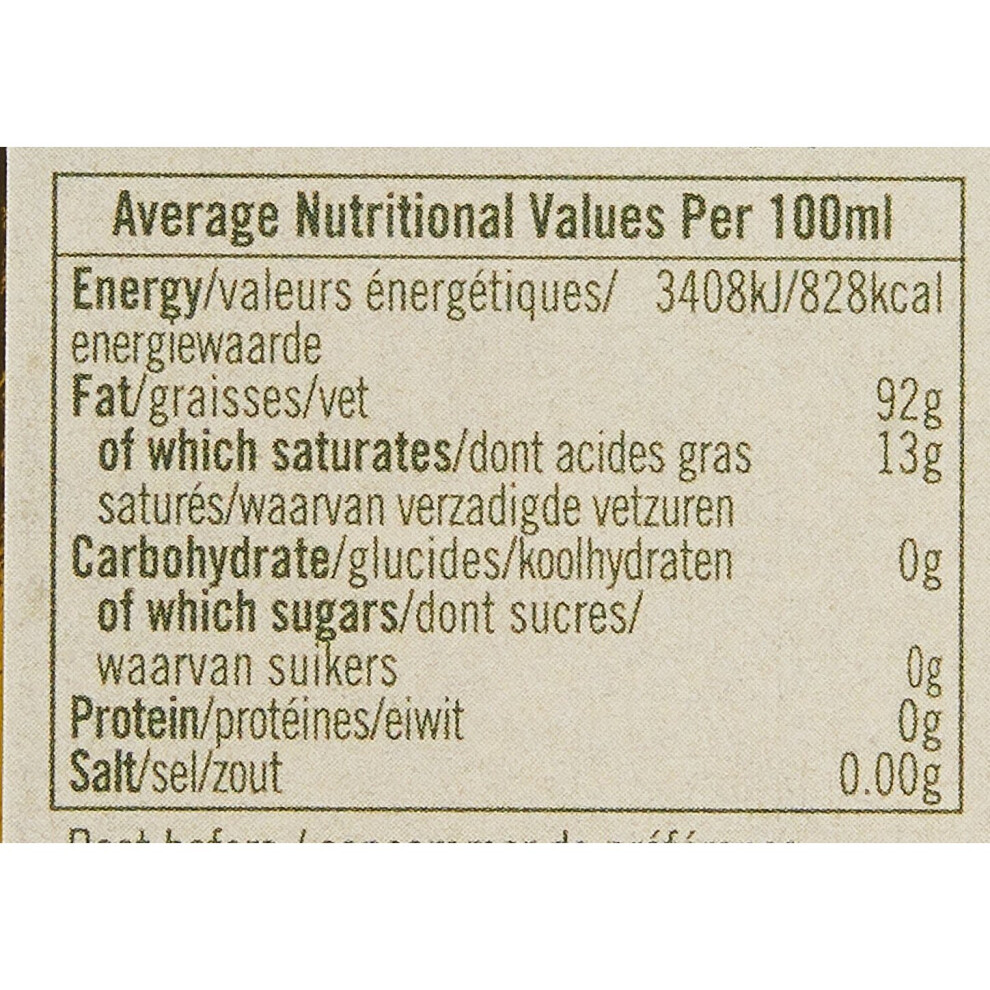 Average Nutritional Values Per 100ml
Energy/valeurs énergétiques/ 3408kJ/828kcal
energiewaarde
Fat/graisses/vet 92g
of which saturates/dont acides gras 13g
saturés/waarvan verzadigde vetzuren
Carbohydrate/glucides/koolhydraten 0g
of which sugars/dont sucres/
waarvan suikers 0g
Protein/protéines/eiwit 0g
Salt/sel/zout 0.00g